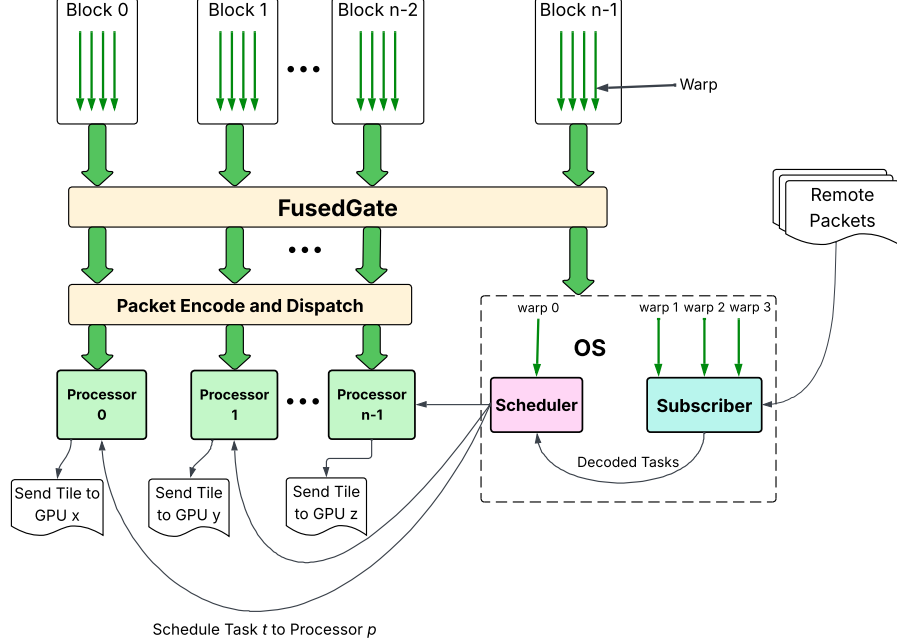 Block 0
Block 1
Block n-2
Block n-1
Warp
FusedGate
Remote
Packets
Packet Encode and Dispatch
warp 0
warp 1
warp 2
warp 3
OS
Processor
0
Processor
1
Processor
n-1
Scheduler
Subscriber
Decoded Tasks
Send Tile to
GPU x
Send Tile
to GPU y
Send Tile
to GPU z
Schedule Task t to Processor p